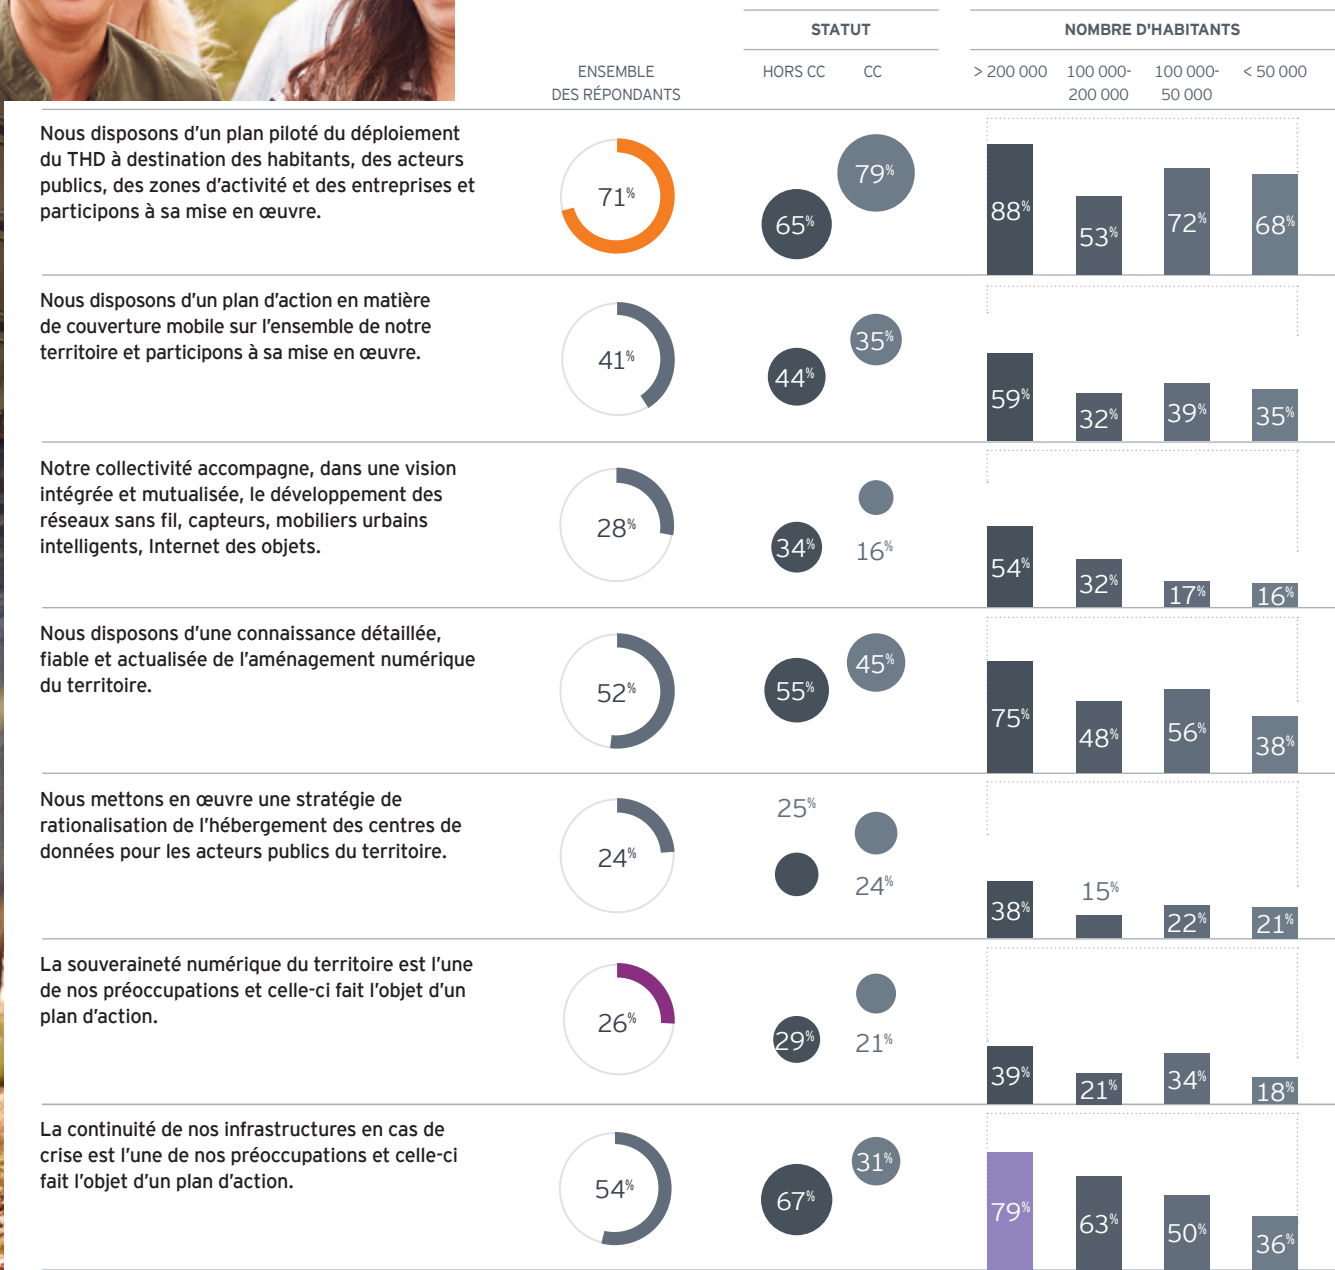 STATUT
NOMBRE D'HABITANTS
ENSEMBLE
DES RÉPONDANTS
HORS CC
CC
> 200 000
100 000-
200 000
100 000-
50 000
< 50 000
Nous disposons d'un plan piloté du déploiement
du THD à destination des habitants, des acteurs
publics, des zones d'activité et des entreprises et
participons à sa mise en œuvre.
71%
65%
79%
88%
53%
72%
68%
Nous disposons d'un plan d'action en matière
de couverture mobile sur l'ensemble de notre
territoire et participons à sa mise en œuvre.
41%
44%
35%
59%
32%
39%
35%
Notre collectivité accompagne, dans une vision
intégrée et mutualisée, le développement des
réseaux sans fil, capteurs, mobiliers urbains
intelligents, Internet des objets.
28%
34%
16%
54%
32%
17%
16%
Nous disposons d'une connaissance détaillée,
fiable et actualisée de l'aménagement numérique
du territoire.
52%
55%
45%
75%
48%
56%
38%
Nous mettons en œuvre une stratégie de
rationalisation de l'hébergement des centres de
données pour les acteurs publics du territoire.
24%
25%
24%
38%
15%
22%
21%
La souveraineté numérique du territoire est l'une
de nos préoccupations et celle-ci fait l'objet d'un
plan d'action.
26%
29%
21%
39%
21%
34%
18%
La continuité de nos infrastructures en cas de
crise est l'une de nos préoccupations et celle-ci
fait l'objet d'un plan d'action.
54%
67%
31%
79%
63%
50%
36%